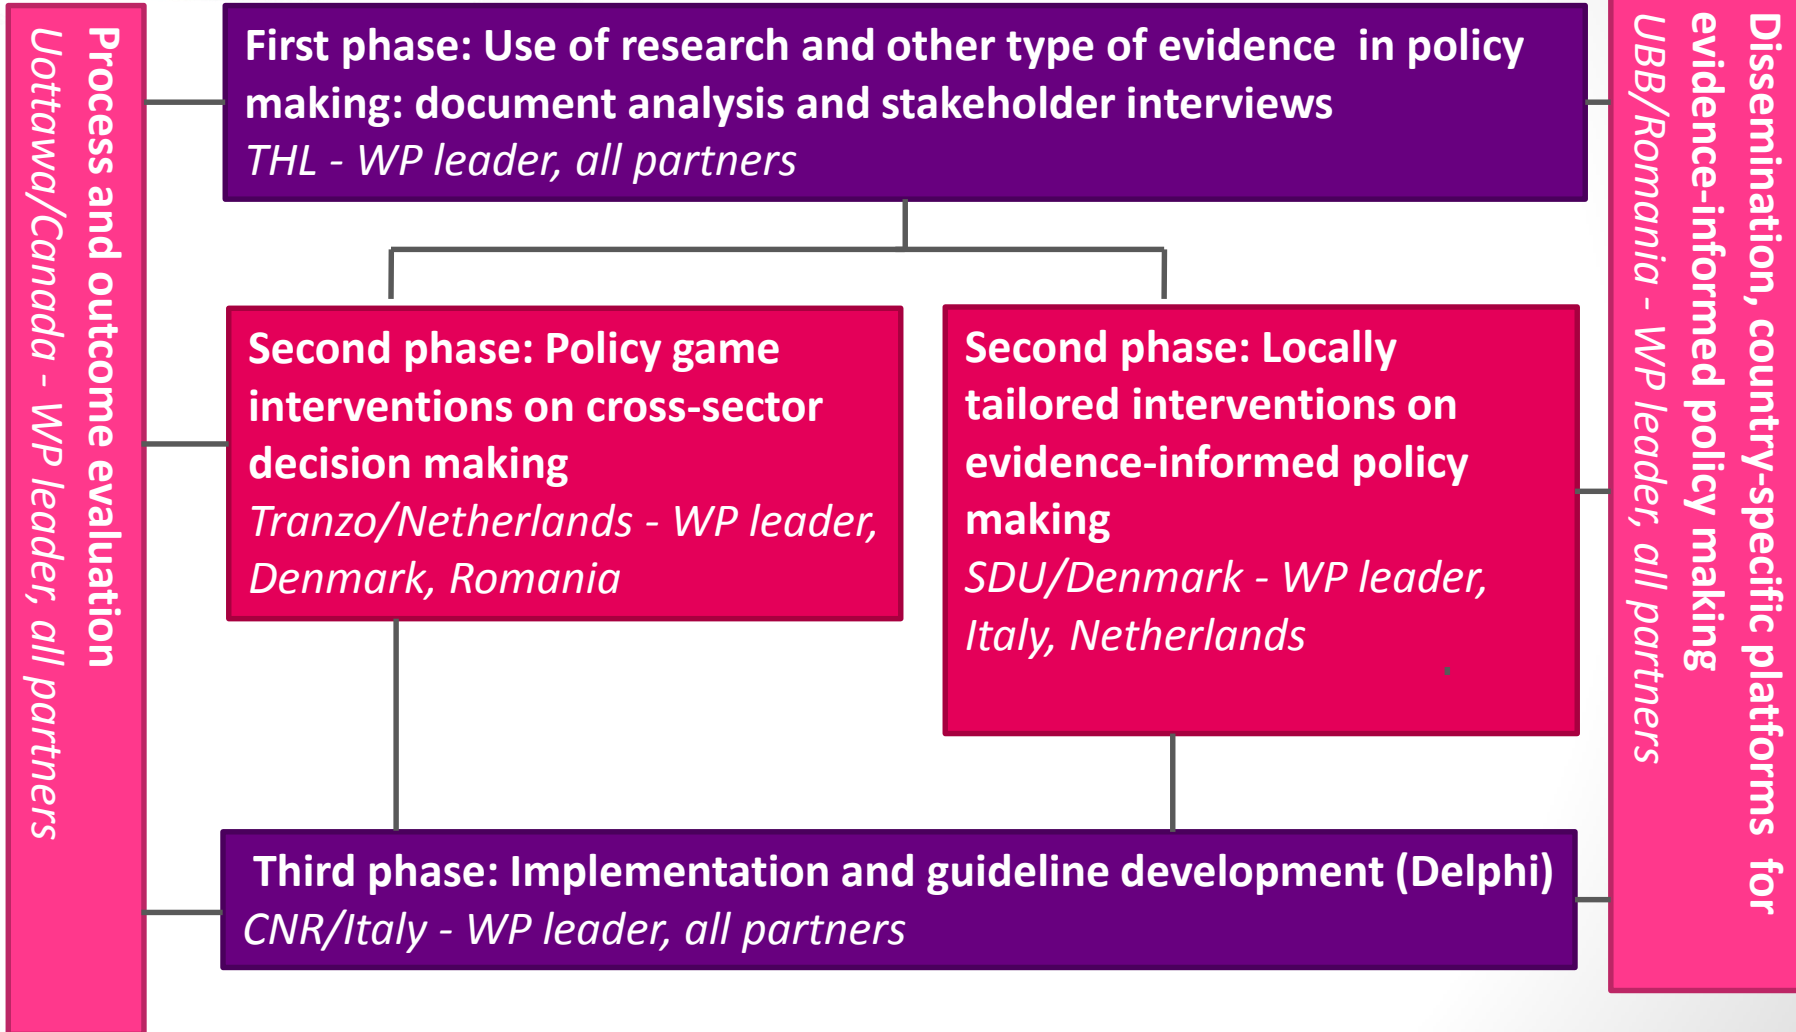 Process and outcome evaluation
Uottawa/Canada - WP leader, all partners
First phase: Use of research and other type of evidence in policy
making: document analysis and stakeholder interviews
THL - WP leader, all partners
Second phase: Policy game
interventions on cross-sector
decision making
Tranzo/Netherlands - WP leader,
Denmark, Romania
Second phase: Locally
tailored interventions on
evidence-informed policy
making
SDU/Denmark - WP leader,
Italy, Netherlands
Third phase: Implementation and guideline development (Delphi)
CNR/Italy - WP leader, all partners
Dissemination, country-specific platforms for
evidence-informed policy making
UBB/Romania - WP leader, all partners